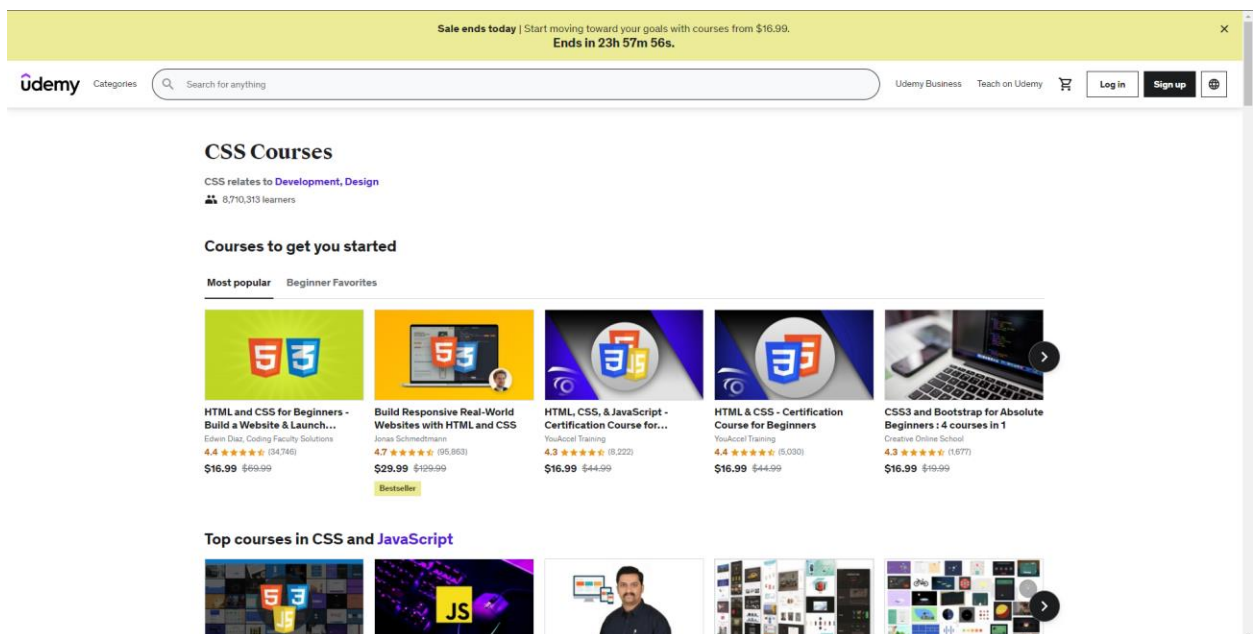 Sale ends today | Start moving toward your goals with courses from $16.99.
Ends in 23h 57m 56s.
ûdemy Categories Search for anything Udemy Business Teach on Udemy Log in Sign up
CSS Courses
CSS relates to Development, Design
8,710,313 learners
Courses to get you started
Most popular Beginner Favorites
HTML and CSS for Beginners -
Build a Website & Launch...
Edwin Diaz, Coding Faculty Solutions
4.4 (34,746)
$16.99 $69.99
Build Responsive Real-World
Websites with HTML and CSS
Jonas Schmedtmann
4.7 (95,863)
$29.99 $129.99
Bestseller
HTML, CSS, & JavaScript -
Certification Course for...
YouAccel Training
4.3 (8,222)
$16.99 $44.99
HTML & CSS - Certification
Course for Beginners
YouAccel Training
4.4 (5,030)
$16.99 $44.99
CSS3 and Bootstrap for Absolute
Beginners : 4 courses in 1
Creative Online School
4.3 (1,677)
$16.99 $19.99
Top courses in CSS and JavaScript
JS
JS